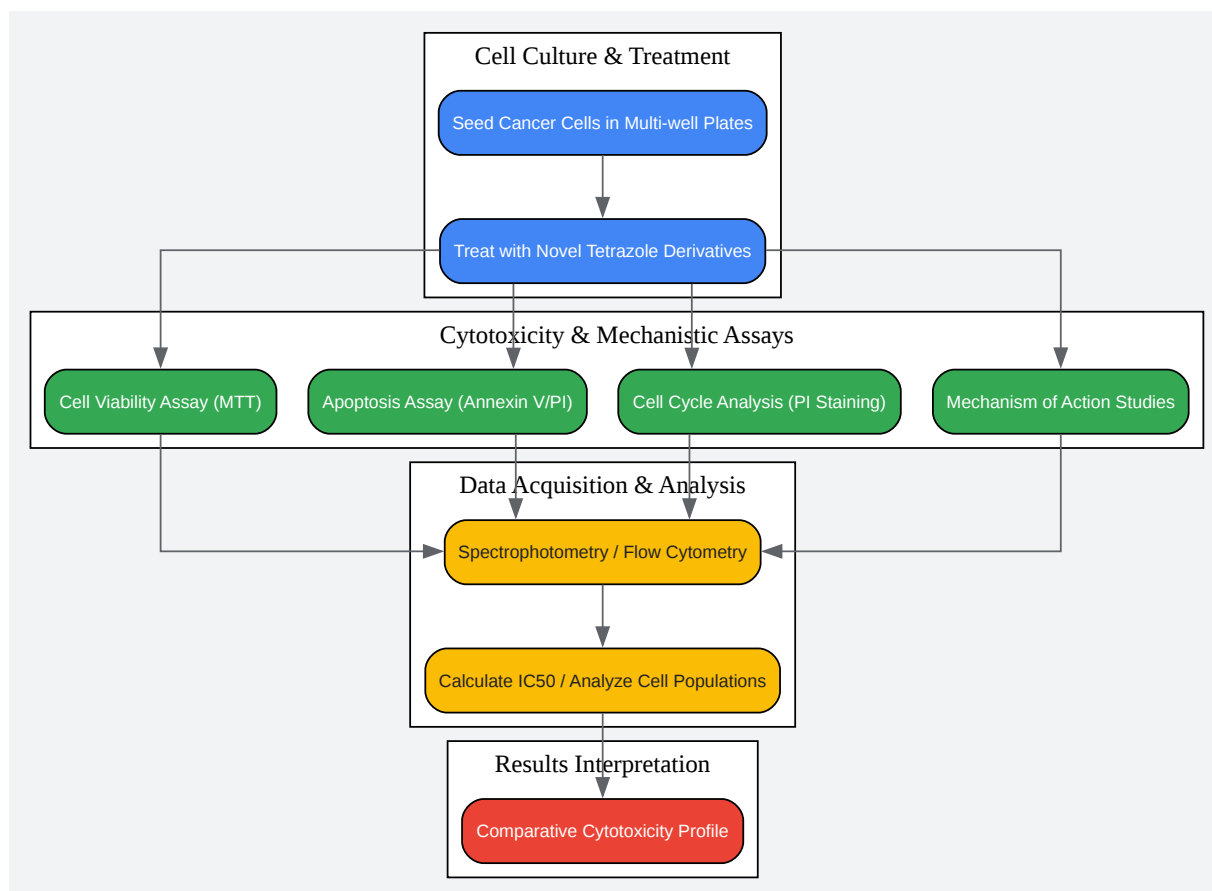 Cell Culture & Treatment
Seed Cancer Cells in Multi-well Plates
Treat with Novel Tetrazole Derivatives
Cytotoxicity & Mechanistic Assays
Cell Viability Assay (MTT)
Apoptosis Assay (Annexin V/PI)
Cell Cycle Analysis (PI Staining)
Mechanism of Action Studies
Data Acquisition & Analysis
Spectrophotometry / Flow Cytometry
Calculate IC50 / Analyze Cell Populations
Results Interpretation
Comparative Cytotoxicity Profile